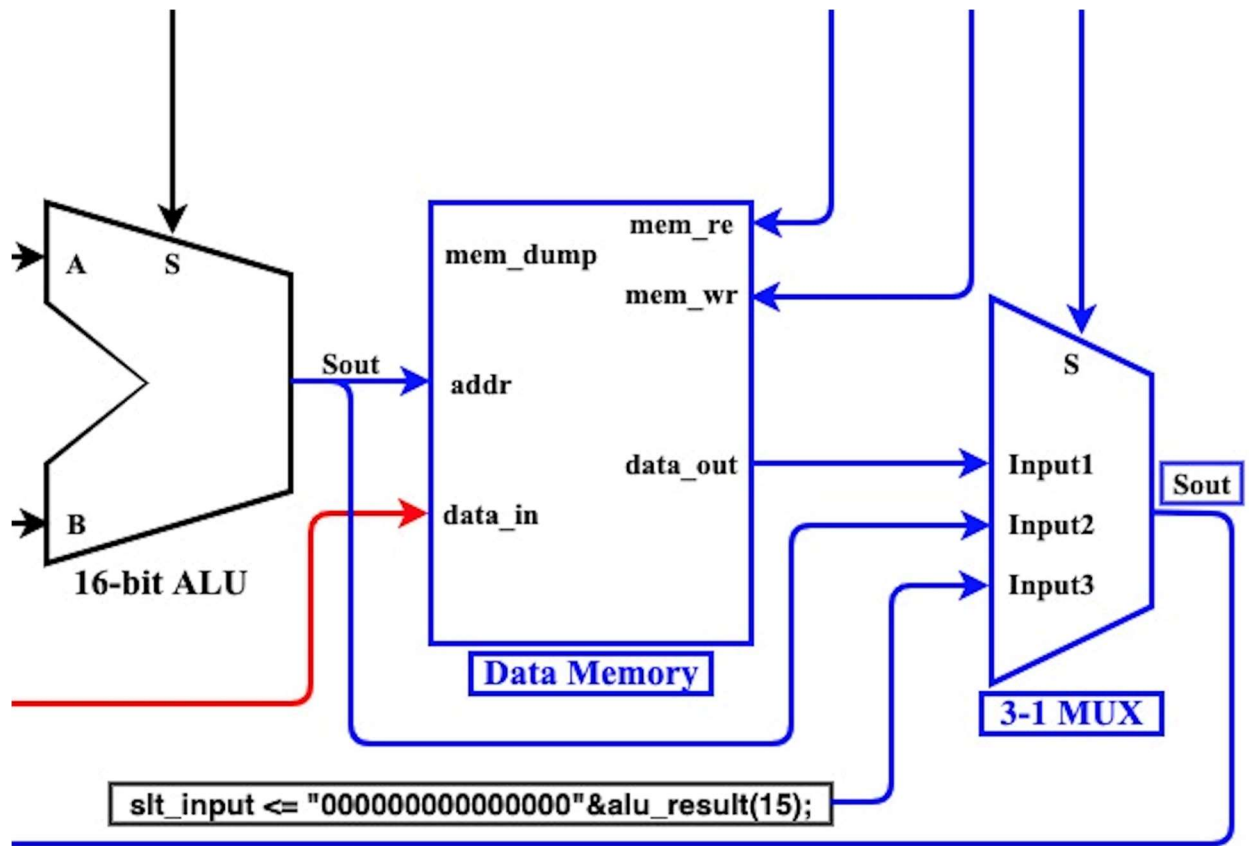 mem_re
mem_dump
A
S
mem_wr
Sout
S
addr
data_out
Input1
Sout
data_in
B
Input2
16-bit ALU
Input3
Data Memory
3-1 MUX
slt_input <= "000000000000000"&alu_result(15);